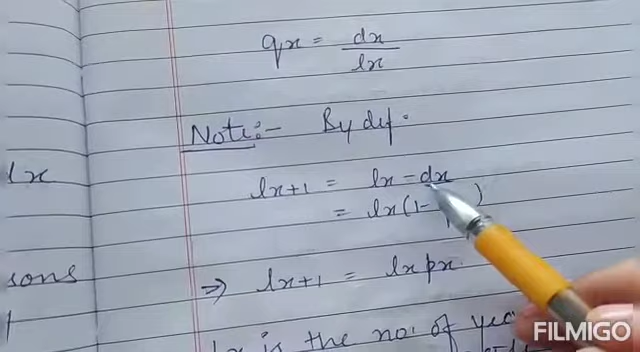 qx = dx
lx
Note:- By def.
lx
lx+1 = lx - dx
= lx(1- )
sons
=> lx+1 = lx px
is the no. of
FILMIGO